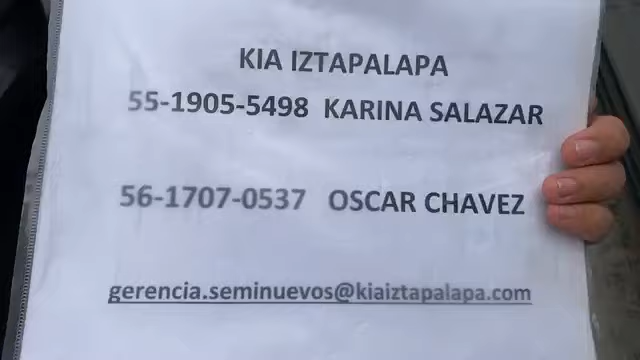 KIA IZTAPALAPA
55-1905-5498 KARINA SALAZAR
56-1707-0537 OSCAR CHAVEZ
gerencia.seminuevos@kiaiztapalapa.com